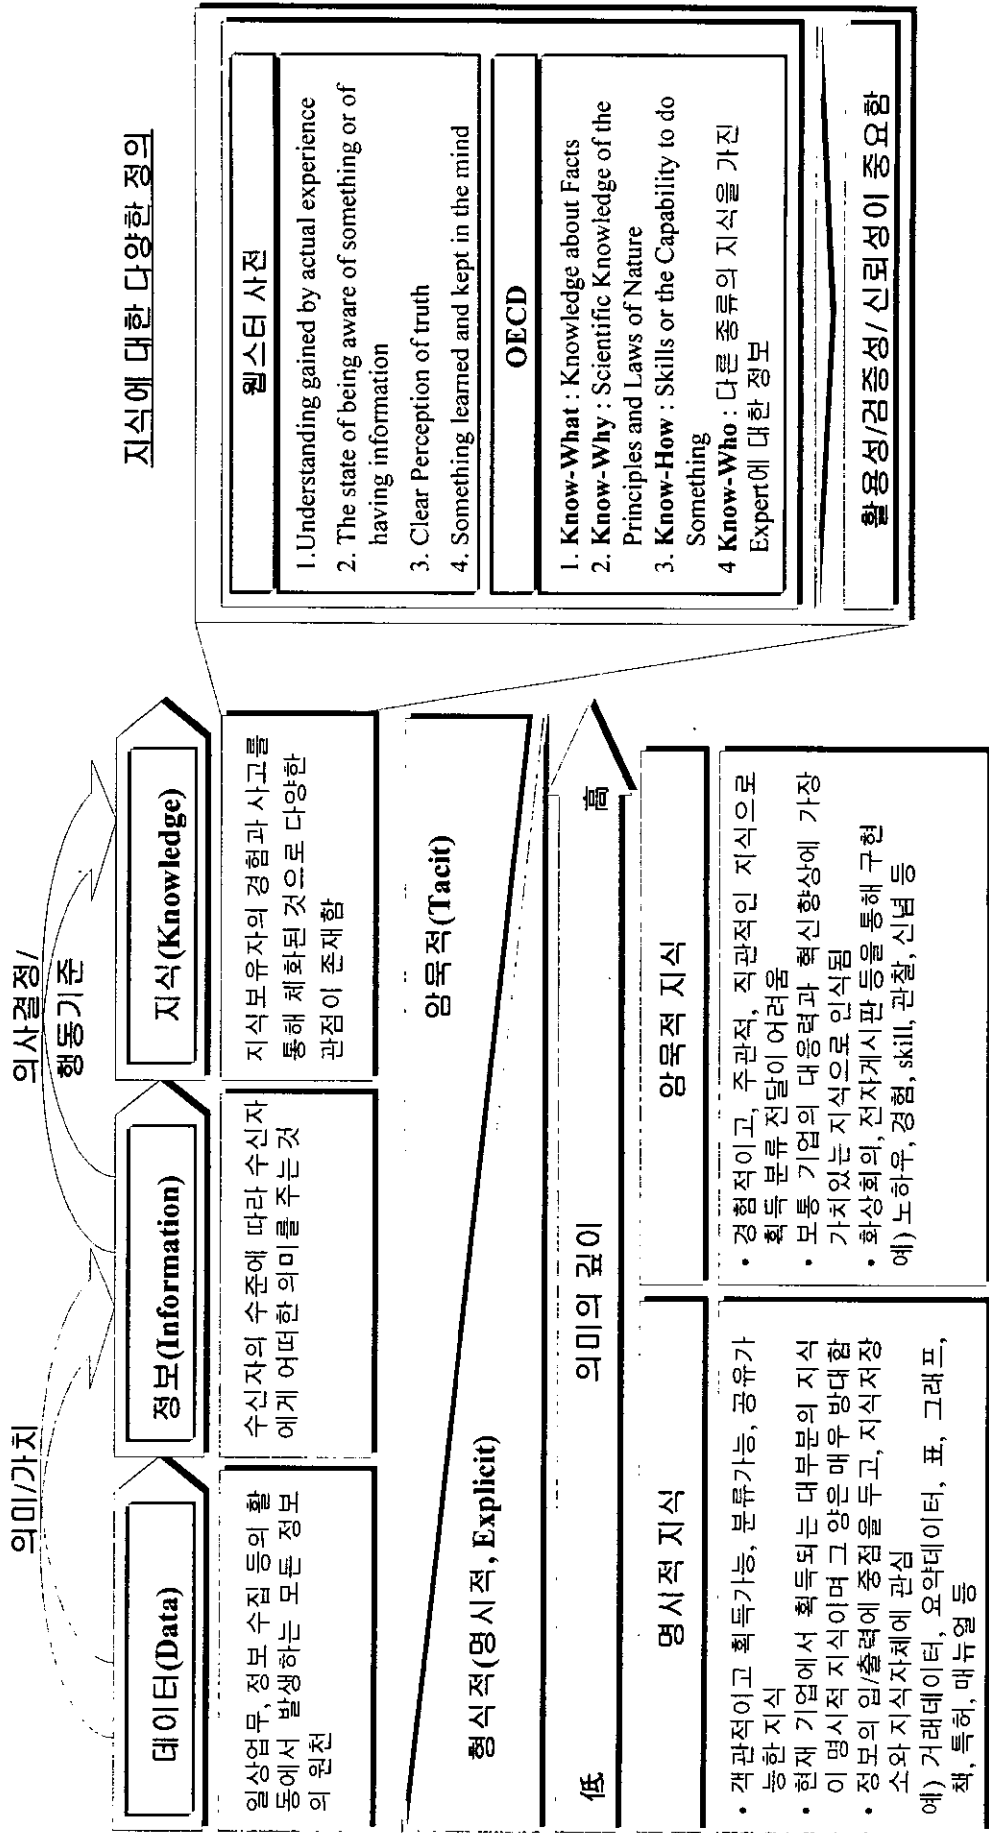 의미/가치
의사결정/
행동기준
데이터(Data)
정보(Information)
지식(Knowledge)
일상업무, 정보 수집 등의 활
동에서 발생하는 모든 정보
의 원천
수신자의 수준에 따라 수신자
에게 어떠한 의미를 주는 것
지식보유자의 경험과 사고를
통해 체화된 것으로 다양한
관점이 존재함
형식적(명시적, Explicit)
암묵적(Tacit)
低
의미의 깊이
高
명시적 지식
• 객관적이고 획득가능, 분류가능, 공유가
능한 지식
• 현재 기업에서 획득되는 대부분의 지식
이 명시적 지식이며 그 양은 매우 방대함
• 정보의 입/출력에 중점을 두고, 지식저장
소와 지식자체에 관심
예) 거래데이터, 요약데이터, 표, 그래프,
책, 특허, 매뉴얼 등
암묵적 지식
• 경험적이고, 주관적, 직관적인 지식으로
획득 분류 전달이 어려움
• 보통 기업의 대응력과 혁신향상에 가장
가치있는 지식으로 인식됨
• 화상회의, 전자게시판 등을 통해 구현
예) 노하우, 경험, skill, 관찰, 신념 등
지식에 대한 다양한 정의
웹스터 사전
1.Understanding gained by actual experience
2. The state of being aware of something or of
having information
3. Clear Perception of truth
4. Something learned and kept in the mind
OECD
1. Know-What : Knowledge about Facts
2. Know-Why : Scientific Knowledge of the
Principles and Laws of Nature
3. Know-How : Skills or the Capability to do
Something
4 Know-Who : 다른 종류의 지식을 가진
Expert에 대한 정보
활용성/검증성/신뢰성이 중요함